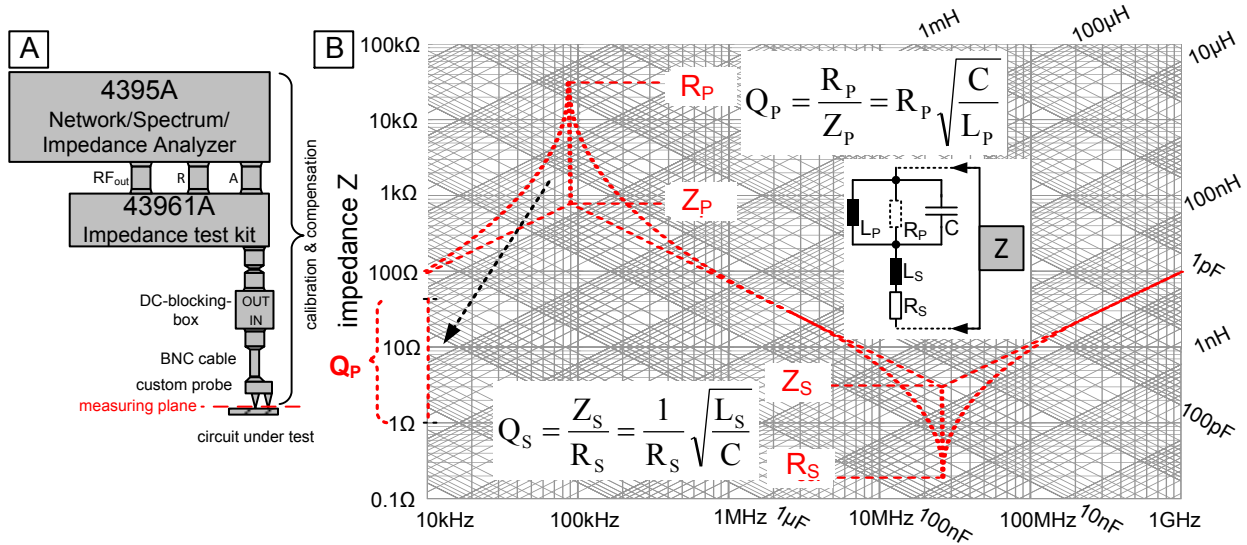 A
4395A
Network/Spectrum/
Impedance Analyzer
RFout
R
A
43961A
Impedance test kit
DC-blocking-
box
OUT
IN
BNC cable
custom probe
measuring plane
circuit under test
calibration & compensation
B
impedance Z
100kΩ
10kΩ
1kΩ
100Ω
10Ω
1Ω
0.1Ω
QP
1mH
100µH
10µH
100nH
1pF
1nH
100pF
RP
ZP
QP = RP/ZP = RP √(C/LP)
LP
RP
C
LS
RS
Z
ZS
RS
QS = ZS/RS = 1/RS √(LS/C)
10kHz
100kHz
1MHz
1µF
10MHz
100nF
100MHz
10nF
1GHz